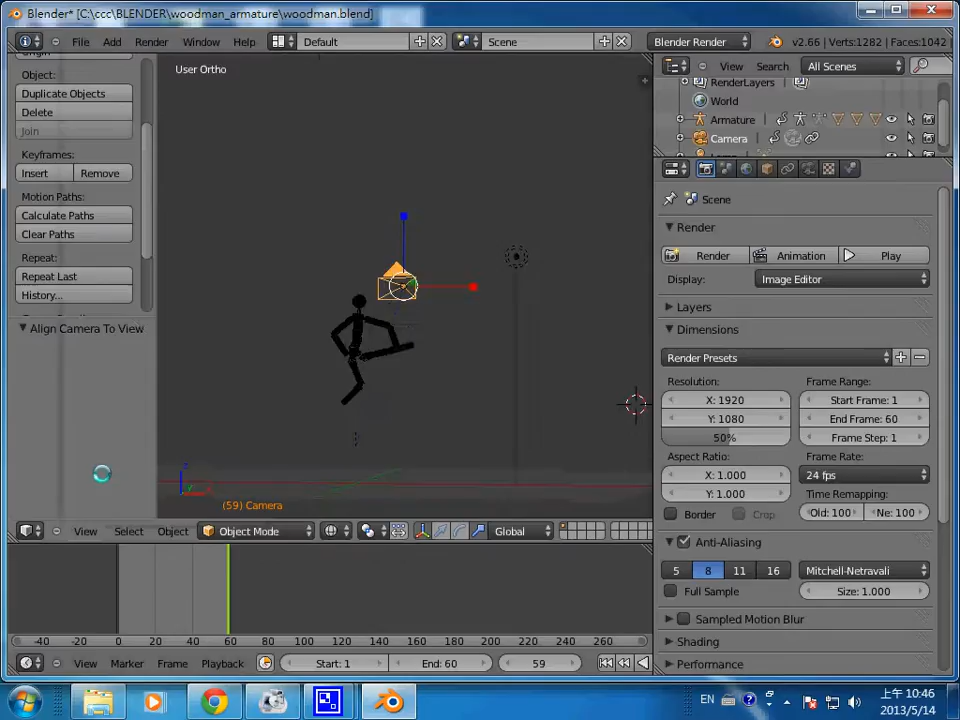 Blender* [C:\ccc\BLENDER\woodman_armature\woodman.blend]
File Add Render Window Help Default Scene Blender Render v2.66 | Verts:1282 | Faces:1042
User Ortho
View Search All Scenes
RenderLayers
World
Armature
Camera
Object:
Duplicate Objects
Delete
Join
Keyframes:
Insert Remove
Motion Paths:
Calculate Paths
Clear Paths
Repeat:
Repeat Last
History...
Align Camera To View
(59) Camera
Scene
Render
Render Animation Play
Display: Image Editor
Layers
Dimensions
Render Presets
Resolution: Frame Range:
X: 1920 Start Frame: 1
Y: 1080 End Frame: 60
50% Frame Step: 1
Aspect Ratio: Frame Rate:
X: 1.000 24 fps
Y: 1.000 Time Remapping:
Border Crop Old: 100 Ne: 100
Anti-Aliasing
5 8 11 16 Mitchell-Netravali
Full Sample Size: 1.000
Sampled Motion Blur
Shading
Performance
View Select Object Object Mode Global
-40 -20 0 20 40 60 80 100 120 140 160 180 200 220 240 260
View Marker Frame Playback Start: 1 End: 60 59
EN 上午 10:46
2013/5/14